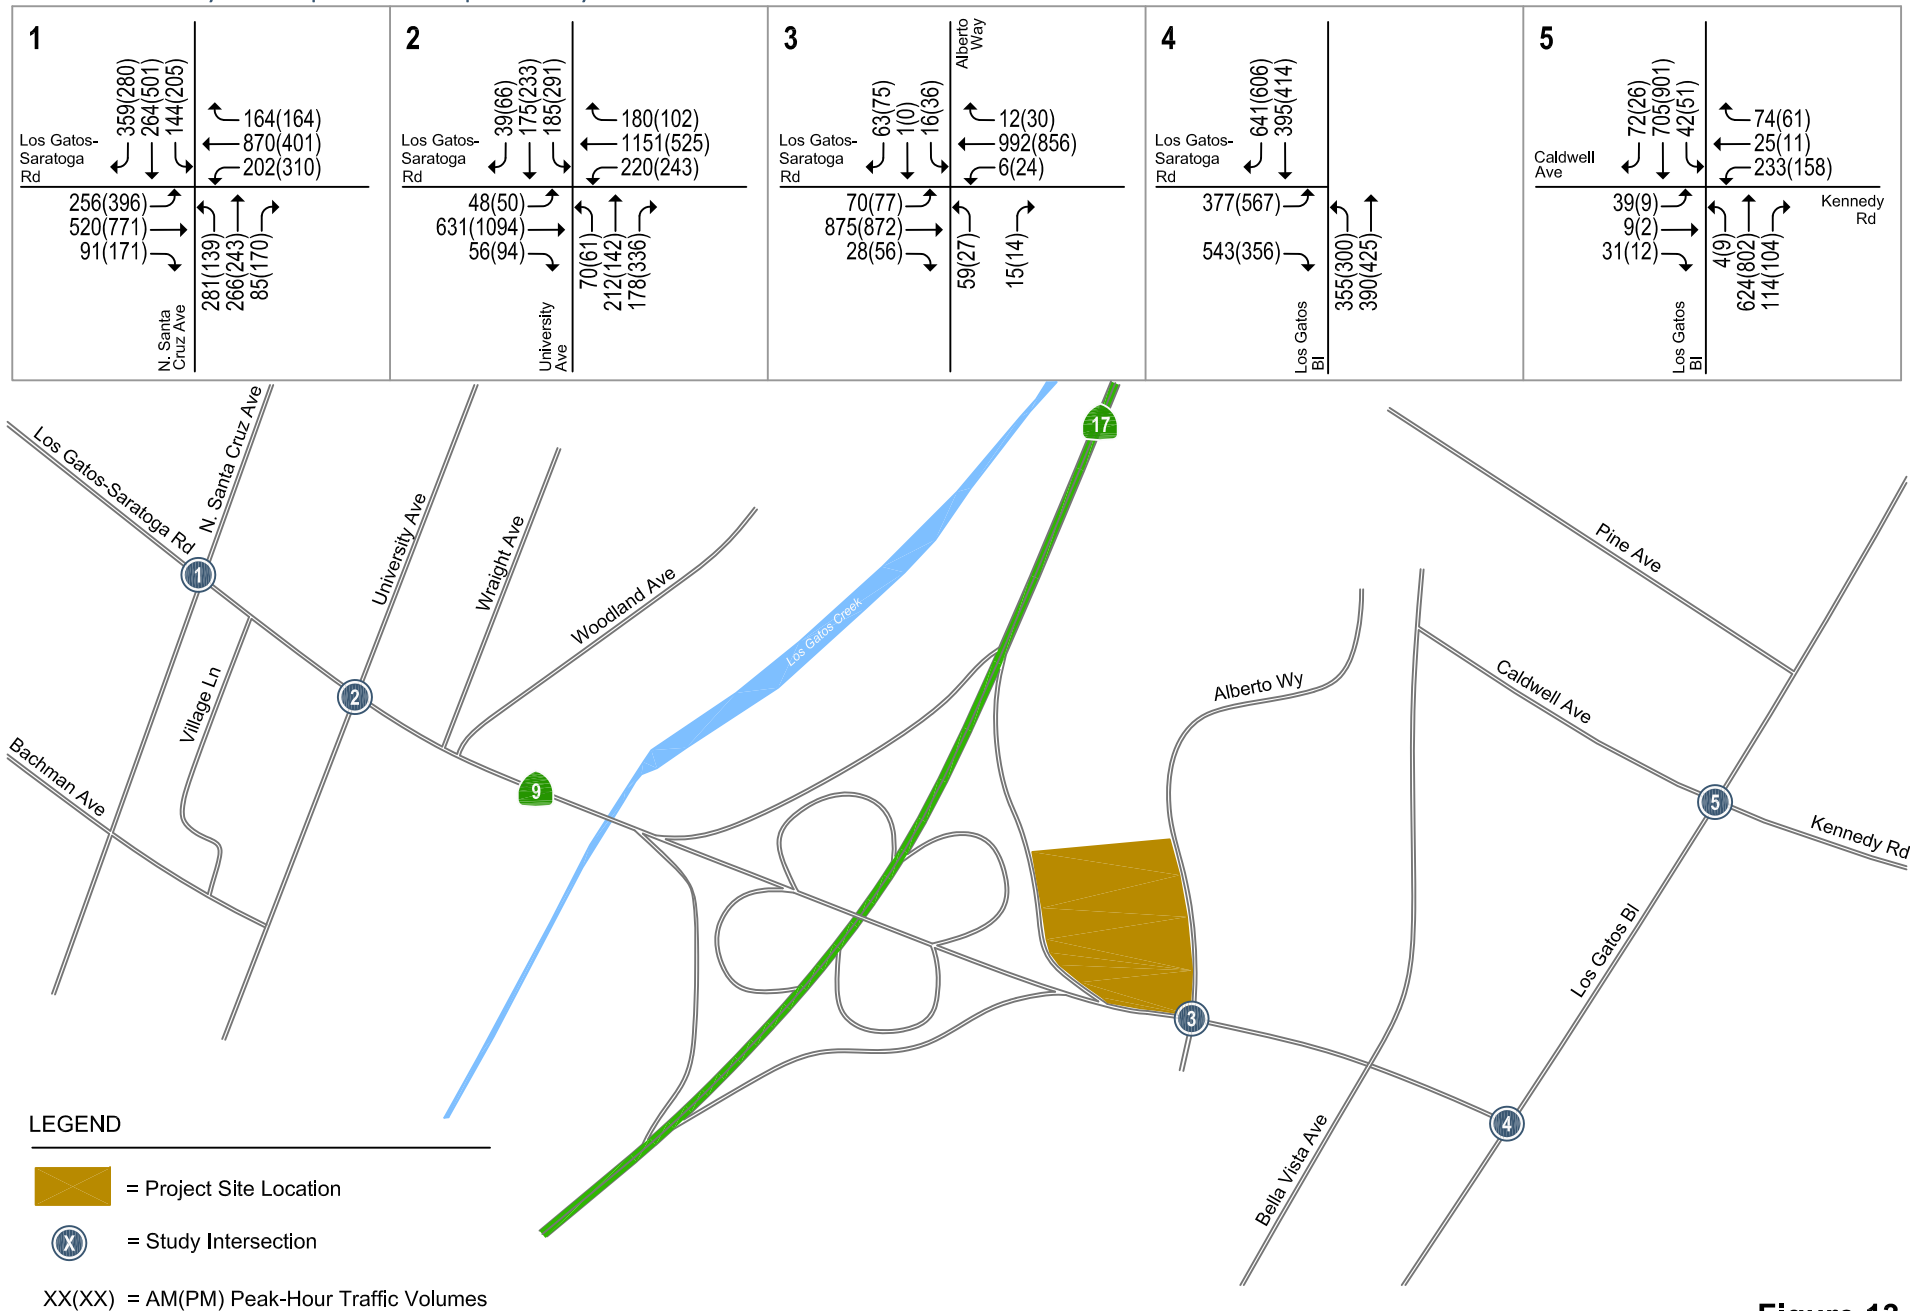 1
359(280)
264(501)
144(205)
164(164)
870(401)
202(310)
Los Gatos-
Saratoga
Rd
256(396)
520(771)
91(171)
281(139)
266(243)
85(170)
N. Santa
Cruz Ave
2
39(66)
175(233)
185(291)
180(102)
1151(525)
220(243)
Los Gatos-
Saratoga
Rd
48(50)
631(1094)
56(94)
70(61)
212(142)
178(336)
University
Ave
3
Alberto
Way
63(75)
1(0)
16(36)
12(30)
992(856)
6(24)
Los Gatos-
Saratoga
Rd
70(77)
875(872)
28(56)
59(27)
15(14)
4
641(606)
395(414)
Los Gatos-
Saratoga
Rd
377(567)
543(356)
355(300)
390(425)
Los Gatos
Bl
5
72(26)
705(901)
42(51)
74(61)
25(11)
233(158)
Caldwell
Ave
Kennedy
Rd
39(9)
9(2)
31(12)
4(9)
624(802)
114(104)
Los Gatos
Bl
Los Gatos-Saratoga Rd
N. Santa Cruz Ave
University Ave
Wraight Ave
Woodland Ave
Los Gatos Creek
17
Pine Ave
1
Village Ln
2
Bachman Ave
9
Alberto Wy
Caldwell Ave
5
Kennedy Rd
Los Gatos Bl
3
4
Bella Vista Ave
LEGEND
= Project Site Location
X
= Study Intersection
XX(XX) = AM(PM) Peak-Hour Traffic Volumes